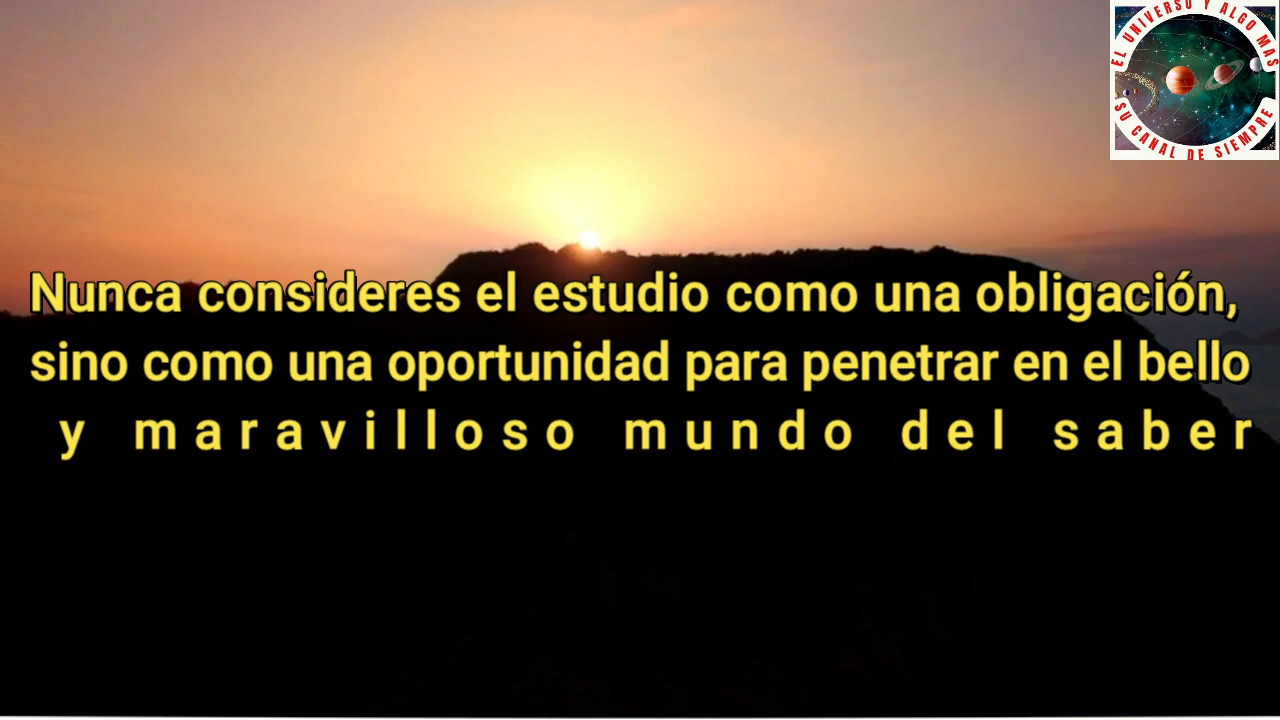 EL UNIVERSO Y ALGO MAS
SU CANAL DE SIEMPRE
Nunca consideres el estudio como una obligación,
sino como una oportunidad para penetrar en el bello
y maravilloso mundo del saber